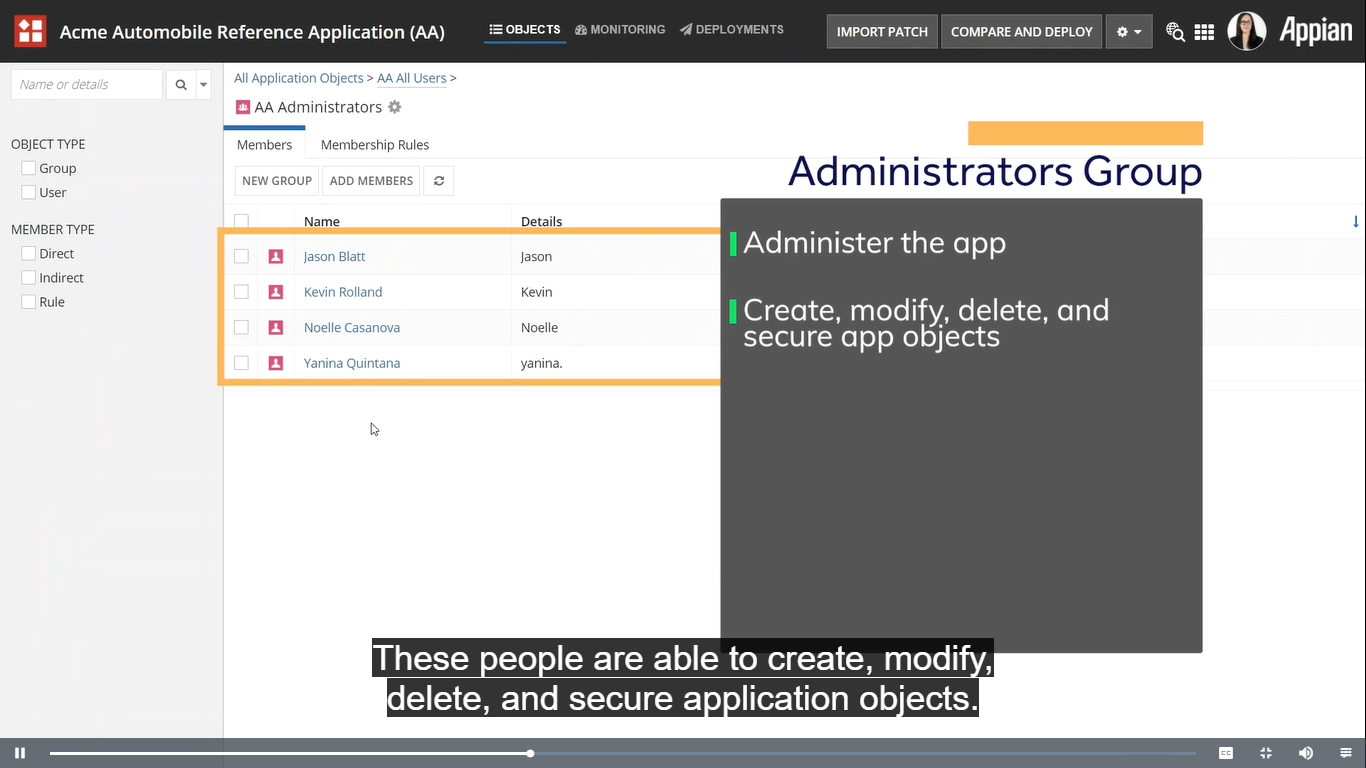 Acme Automobile Reference Application (AA)
OBJECTS
MONITORING
DEPLOYMENTS
IMPORT PATCH
COMPARE AND DEPLOY
Appian
Name or details
All Application Objects > AA All Users >
AA Administrators
OBJECT TYPE
Group
User
MEMBER TYPE
Direct
Indirect
Rule
Members
Membership Rules
NEW GROUP
ADD MEMBERS
Name
Details
Jason Blatt
Jason
Kevin Rolland
Kevin
Noelle Casanova
Noelle
Yanina Quintana
yanina.
Administrators Group
Administer the app
Create, modify, delete, and
secure app objects
These people are able to create, modify,
delete, and secure application objects.
CC